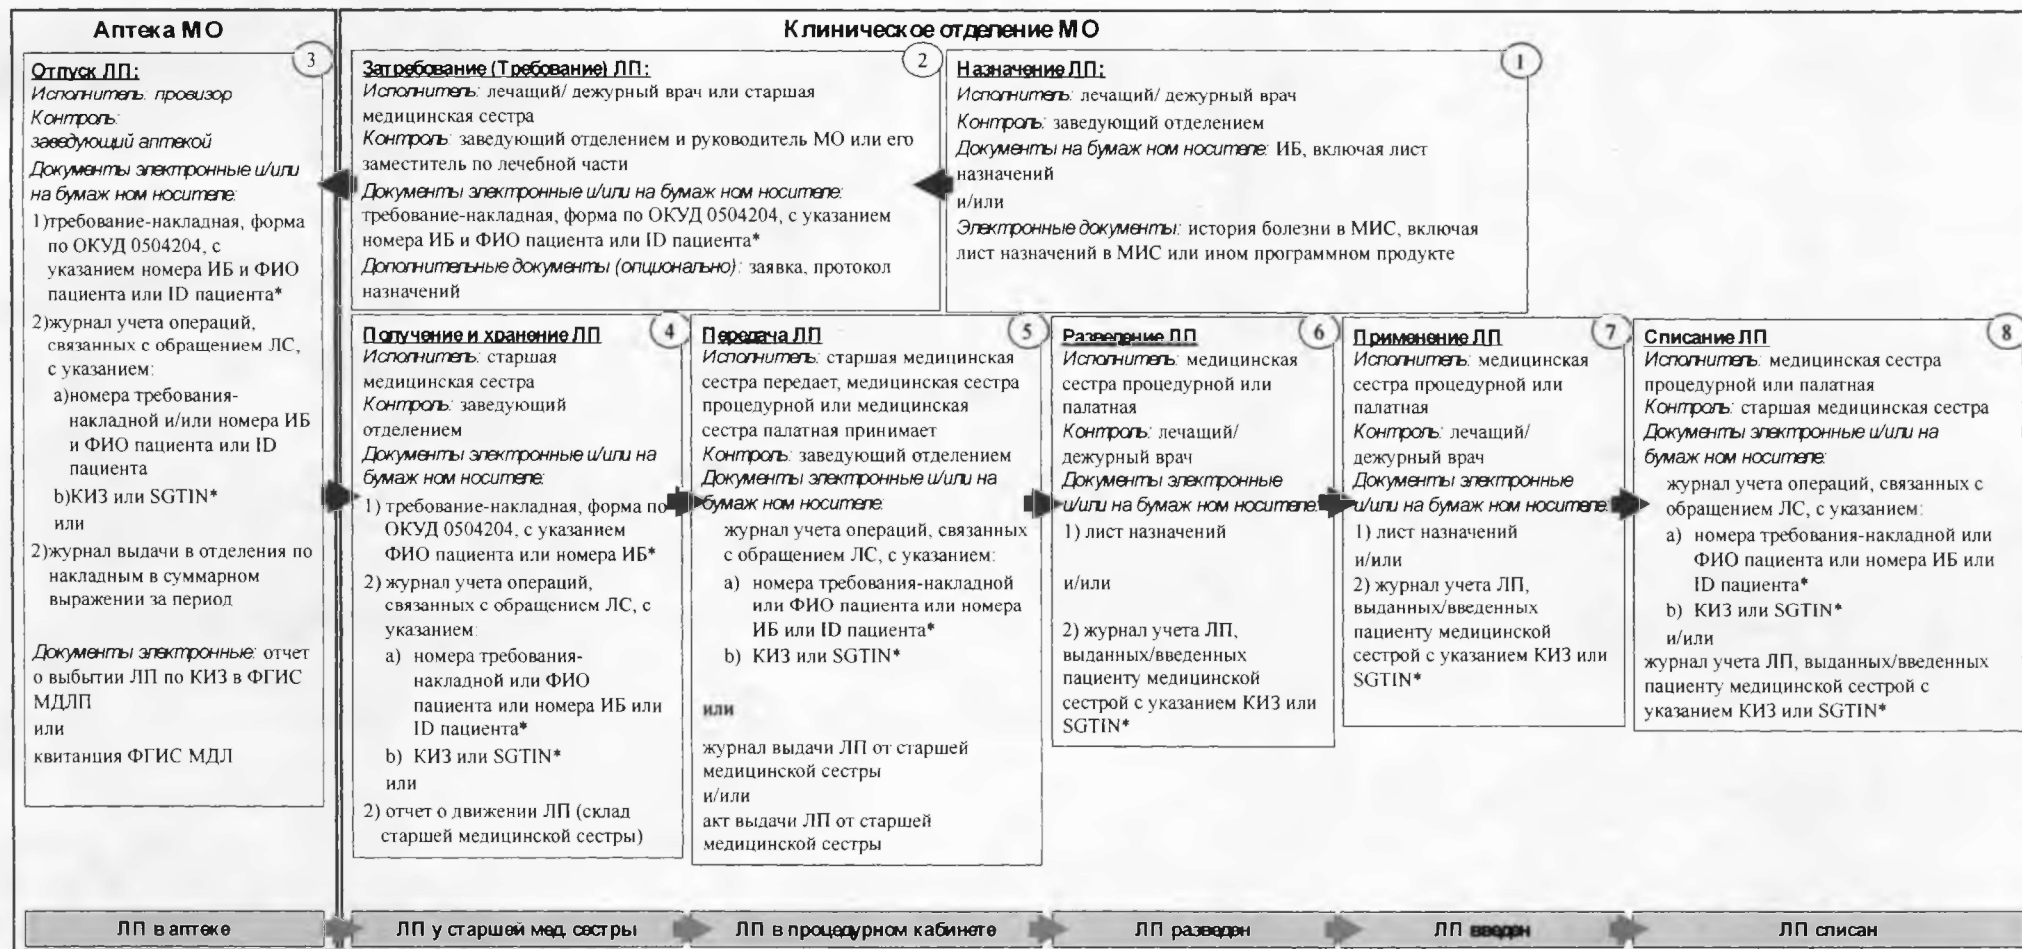 Аптека МО
3
Отпуск ЛП:
Исполнитель: провизор
Контроль:
заведующий аптекой
Документы электронные и/или
на бумажном носителе:
1)требование-накладная, форма
по ОКУД 0504204, с
указанием номера ИБ и ФИО
пациента или ID пациента*
2)журнал учета операций,
связанных с обращением ЛС,
с указанием:
a)номера требования-
накладной и/или номера ИБ
и ФИО пациента или ID
пациента
b)КИЗ или SGTIN*
или
2)журнал выдачи в отделения по
накладным в суммарном
выражении за период
Документы электронные: отчет
о выбытии ЛП по КИЗ в ФГИС
МДЛП
или
квитанция ФГИС МДЛ
Клиническое отделение МО
2
Затребование (Требование) ЛП:
Исполнитель: лечащий/ дежурный врач или старшая
медицинская сестра
Контроль: заведующий отделением и руководитель МО или его
заместитель по лечебной части
Документы электронные и/или на бумажном носителе:
требование-накладная, форма по ОКУД 0504204, с указанием
номера ИБ и ФИО пациента или ID пациента*
Дополнительные документы (опционально): заявка, протокол
назначений
1
Назначение ЛП:
Исполнитель: лечащий/ дежурный врач
Контроль: заведующий отделением
Документы на бумажном носителе: ИБ, включая лист
назначений
и/или
Электронные документы: история болезни в МИС, включая
лист назначений в МИС или ином программном продукте
4
Получение и хранение ЛП
Исполнитель: старшая
медицинская сестра
Контроль: заведующий
отделением
Документы электронные и/или на
бумажном носителе:
1) требование-накладная, форма по
ОКУД 0504204, с указанием
ФИО пациента или номера ИБ*
2) журнал учета операций,
связанных с обращением ЛС, с
указанием:
a) номера требования-
накладной или ФИО
пациента или номера ИБ или
ID пациента*
b) КИЗ или SGTIN*
или
2) отчет о движении ЛП (склад
старшей медицинской сестры)
5
Передача ЛП
Исполнитель: старшая медицинская
сестра передает, медицинская сестра
процедурной или медицинская
сестра палатная принимает
Контроль: заведующий отделением
Документы электронные и/или на
бумажном носителе:
журнал учета операций, связанных
с обращением ЛС, с указанием:
a) номера требования-накладной
или ФИО пациента или номера
ИБ или ID пациента*
b) КИЗ или SGTIN*
или
журнал выдачи ЛП от старшей
медицинской сестры
и/или
акт выдачи ЛП от старшей
медицинской сестры
6
Разведение ЛП
Исполнитель: медицинская
сестра процедурной или
палатная
Контроль: лечащий/
дежурный врач
Документы электронные
и/или на бумажном носителе:
1) лист назначений
и/или
2) журнал учета ЛП,
выданных/введенных
пациенту медицинской
сестрой с указанием КИЗ или
SGTIN*
7
Применение ЛП
Исполнитель: медицинская
сестра процедурной или
палатная
Контроль: лечащий/
дежурный врач
Документы электронные
и/или на бумажном носителе:
1) лист назначений
и/или
2) журнал учета ЛП,
выданных/введенных
пациенту медицинской
сестрой с указанием КИЗ или
SGTIN*
8
Списание ЛП
Исполнитель: медицинская сестра
процедурной или палатная
Контроль: старшая медицинская сестра
Документы электронные и/или на
бумажном носителе:
журнал учета операций, связанных с
обращением ЛС, с указанием:
a) номера требования-накладной или
ФИО пациента или номера ИБ или
ID пациента*
b) КИЗ или SGTIN*
и/или
журнал учета ЛП, выданных/введенных
пациенту медицинской сестрой с
указанием КИЗ или SGTIN*
ЛП в аптеке
ЛП у старшей мед. сестры
ЛП в процедурном кабинете
ЛП разведен
ЛП введен
ЛП списан